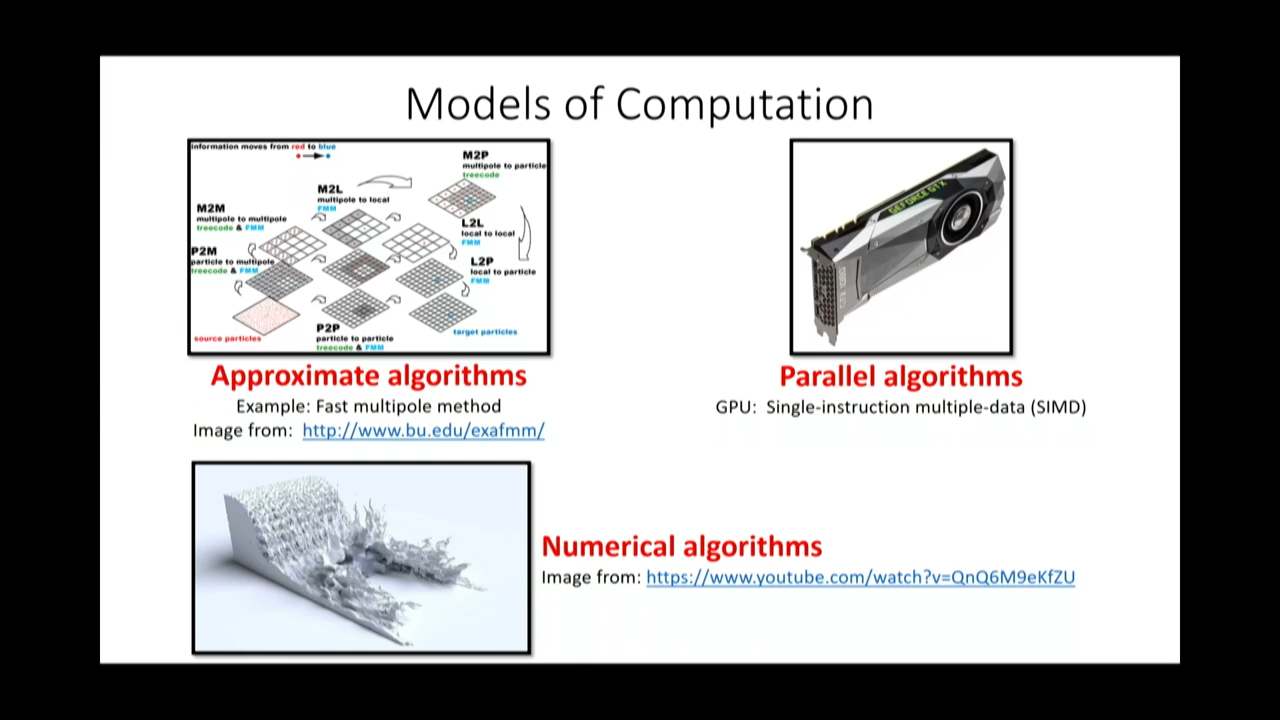 Models of Computation
information moves from red to blue
M2P
multipole to particle
treecode
M2L
multipole to local
FMM
M2M
multipole to multipole
treecode & FMM
L2L
local to local
FMM
P2M
particle to multipole
treecode & FMM
L2P
local to particle
FMM
source particles
P2P
particle to particle
treecode & FMM
target particles
GEFORCE GTX
GTX 1080
Approximate algorithms
Example: Fast multipole method
Image from: http://www.bu.edu/exafmm/
Parallel algorithms
GPU: Single-instruction multiple-data (SIMD)
Numerical algorithms
Image from: https://www.youtube.com/watch?v=QnQ6M9eKfZU